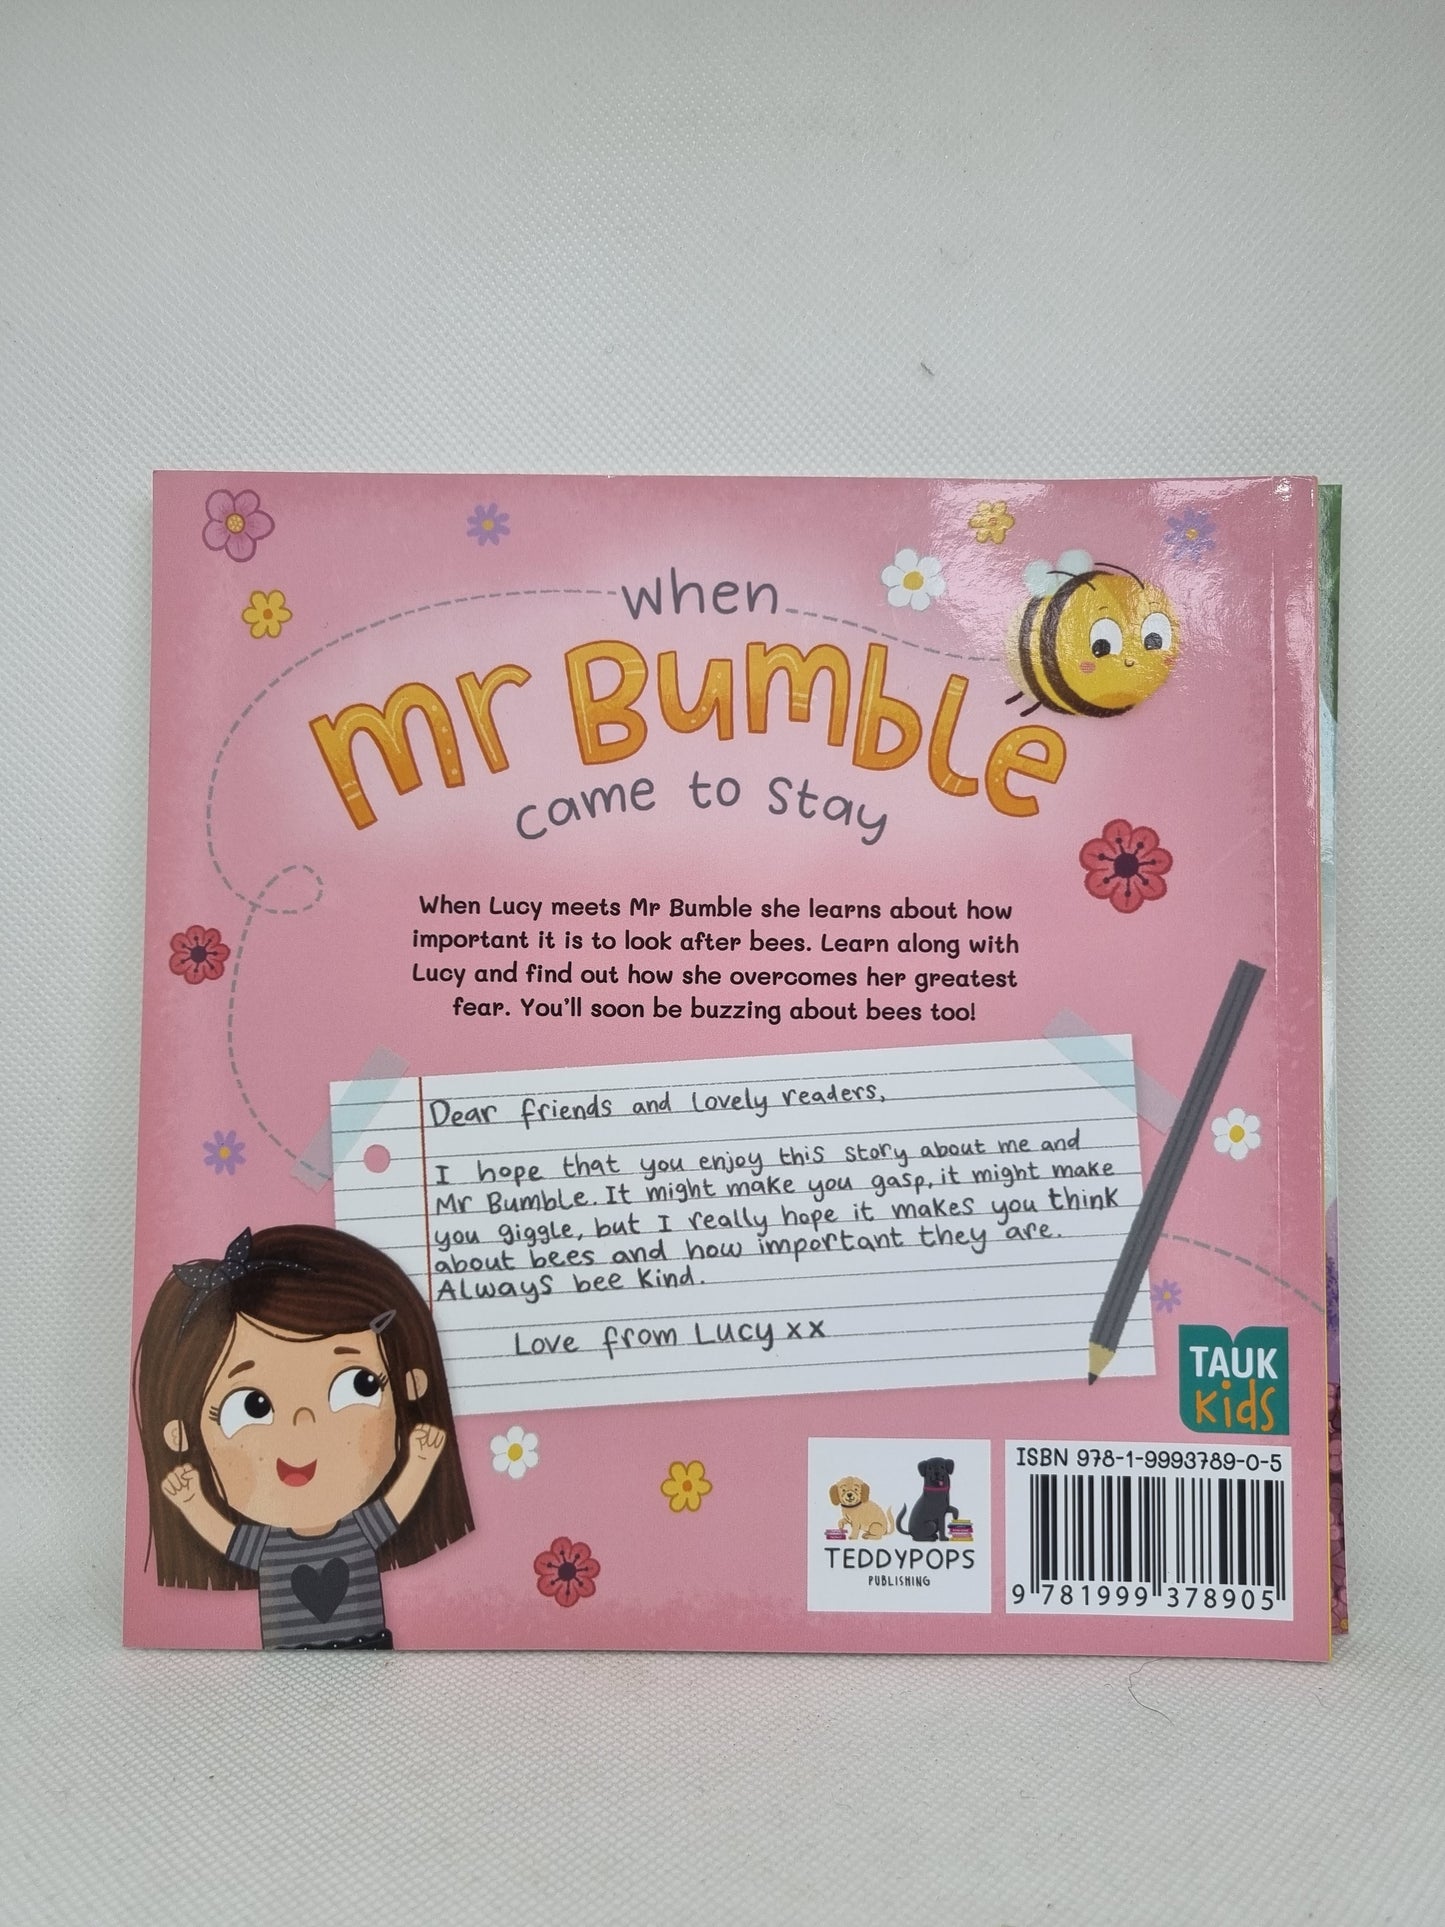 when
mr Bumble
came to stay
When Lucy meets Mr Bumble she learns about how
important it is to look after bees. Learn along with
Lucy and find out how she overcomes her greatest
fear. You'll soon be buzzing about bees too!
Dear friends and lovely readers,
I hope that you enjoy this story about me and
Mr Bumble. It might make you gasp, it might make
you giggle, but I really hope it makes you think
about bees and how important they are.
Always bee kind.
Love from Lucy xx
TAUK
Kids
TEDDYPOPS
PUBLISHING
ISBN 978-1-9993789-0-5
9 781999 378905